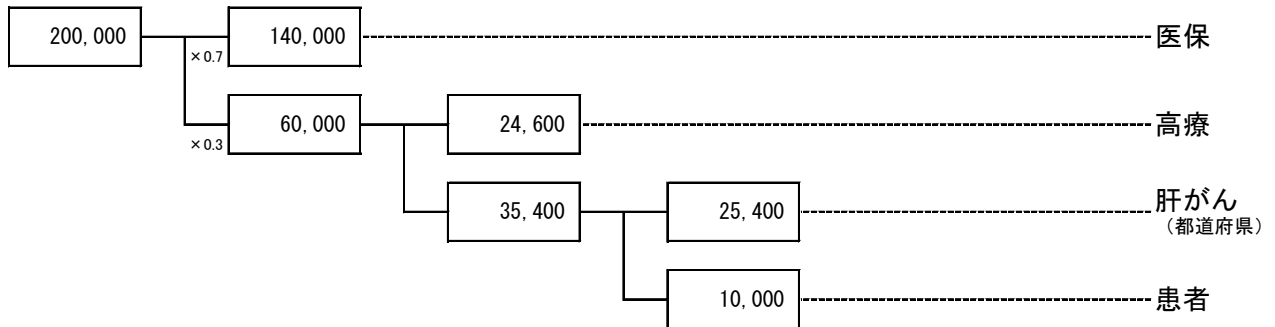 200,000 140,000 医保
×0.7
60,000 24,600 高療
×0.3
35,400 25,400 肝がん
（都道府県）
10,000 患者